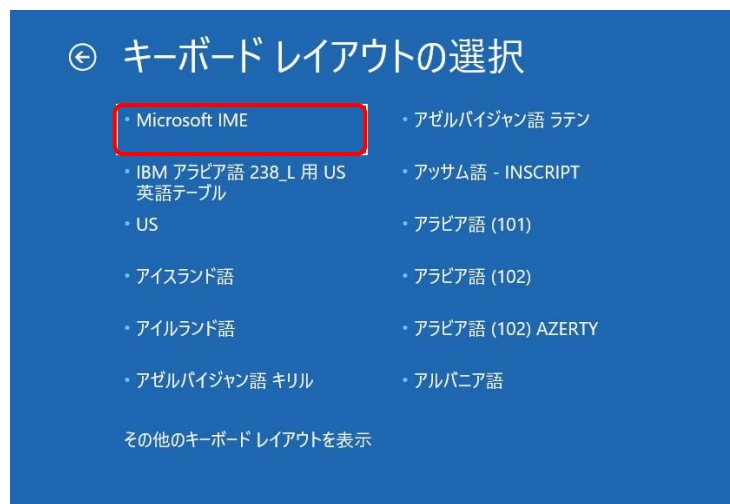 キーボード レイアウトの選択
Microsoft IME
IBM アラビア語 238_L 用 US
英語テーブル
US
アイスランド語
アイルランド語
アゼルバイジャン語 キリル
アゼルバイジャン語 ラテン
アッサム語 - INSCRIPT
アラビア語 (101)
アラビア語 (102)
アラビア語 (102) AZERTY
アルバニア語
その他のキーボード レイアウトを表示